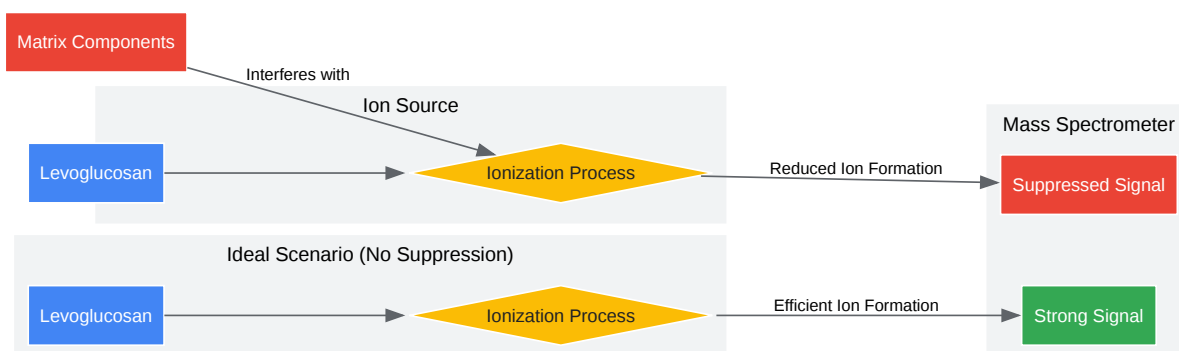 Matrix Components
Interferes with
Ion Source
Levoglucosan
Ionization Process
Reduced Ion Formation
Mass Spectrometer
Suppressed Signal
Ideal Scenario (No Suppression)
Levoglucosan
Ionization Process
Efficient Ion Formation
Strong Signal